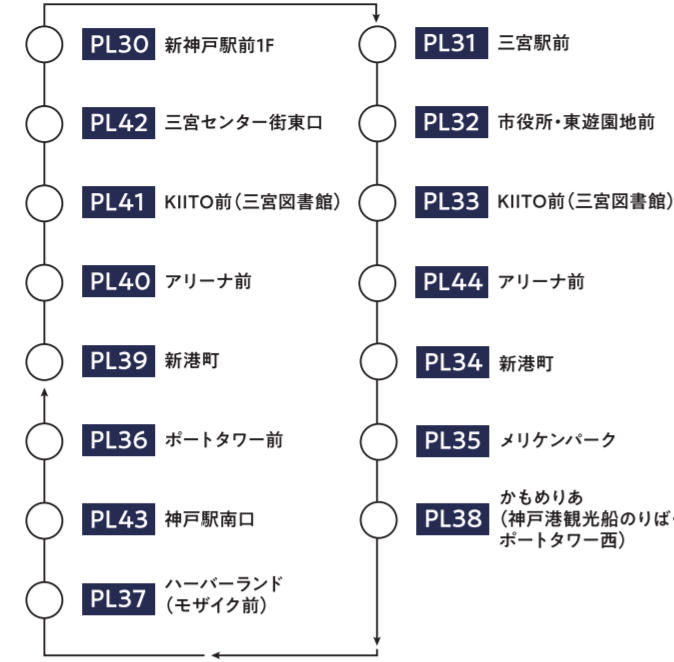 PL30 新神戸駅前1F
PL42 三宮センター街東口
PL41 KIITO前（三宮図書館）
PL40 アリーナ前
PL39 新港町
PL36 ポートタワー前
PL43 神戸駅南口
PL37 ハーバーランド
（モザイク前）
PL31 三宮駅前
PL32 市役所・東遊園地前
PL33 KIITO前（三宮図書館）
PL44 アリーナ前
PL34 新港町
PL35 メリケンパーク
PL38 かもめりあ
（神戸港観光船のりば・
ポートタワー西）